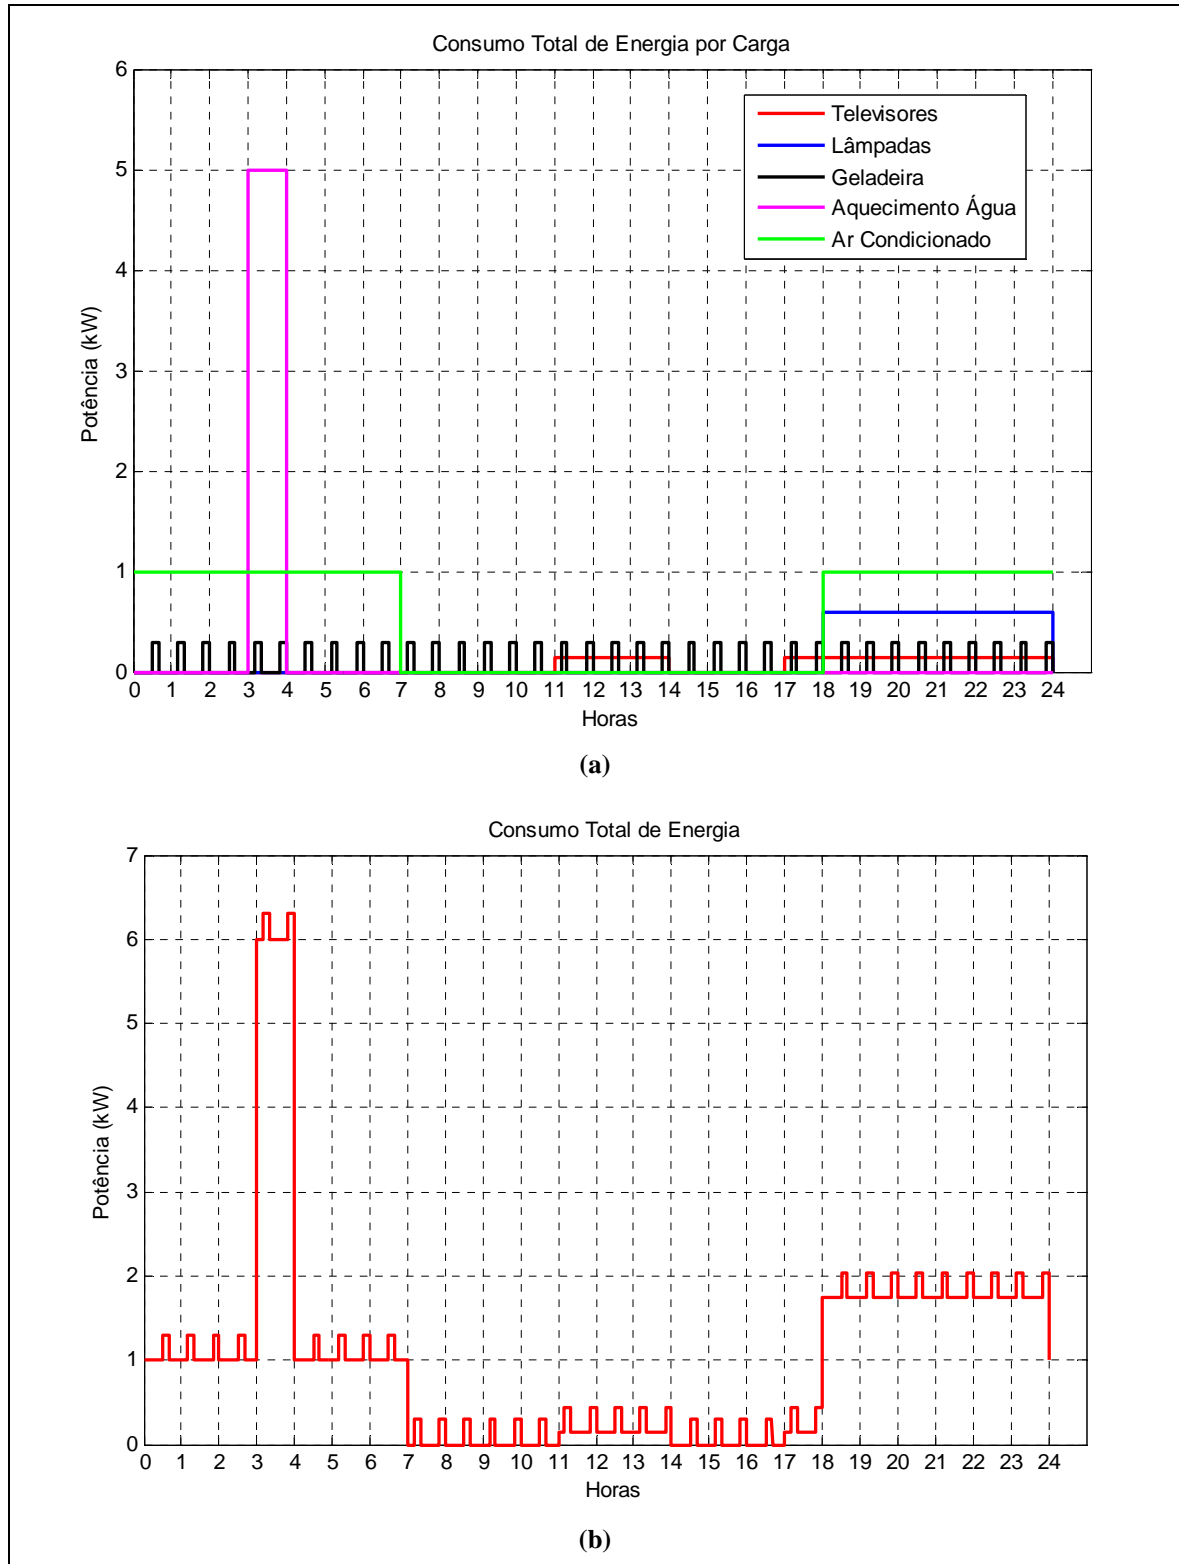 Consumo Total de Energia por Carga
6
5
4
3
2
1
0
Potência (kW)
Televisores
Lâmpadas
Geladeira
Aquecimento Água
Ar Condicionado
0 1 2 3 4 5 6 7 8 9 10 11 12 13 14 15 16 17 18 19 20 21 22 23 24
Horas
(a)
Consumo Total de Energia
7
6
5
4
3
2
1
0
Potência (kW)
0 1 2 3 4 5 6 7 8 9 10 11 12 13 14 15 16 17 18 19 20 21 22 23 24
Horas
(b)